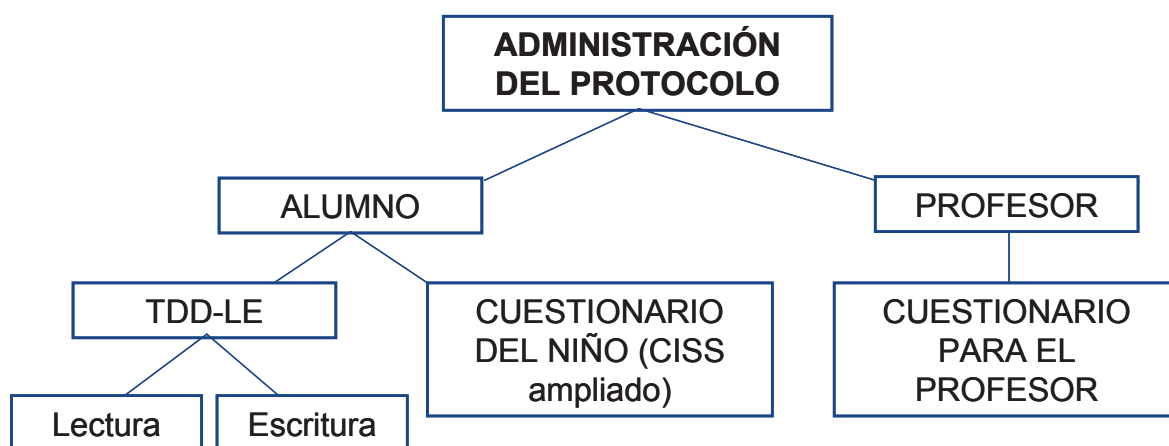 ADMINISTRACIÓN
DEL PROTOCOLO
ALUMNO
PROFESOR
TDD-LE
CUESTIONARIO
DEL NIÑO (CISS
ampliado)
CUESTIONARIO
PARA EL
PROFESOR
Lectura
Escritura